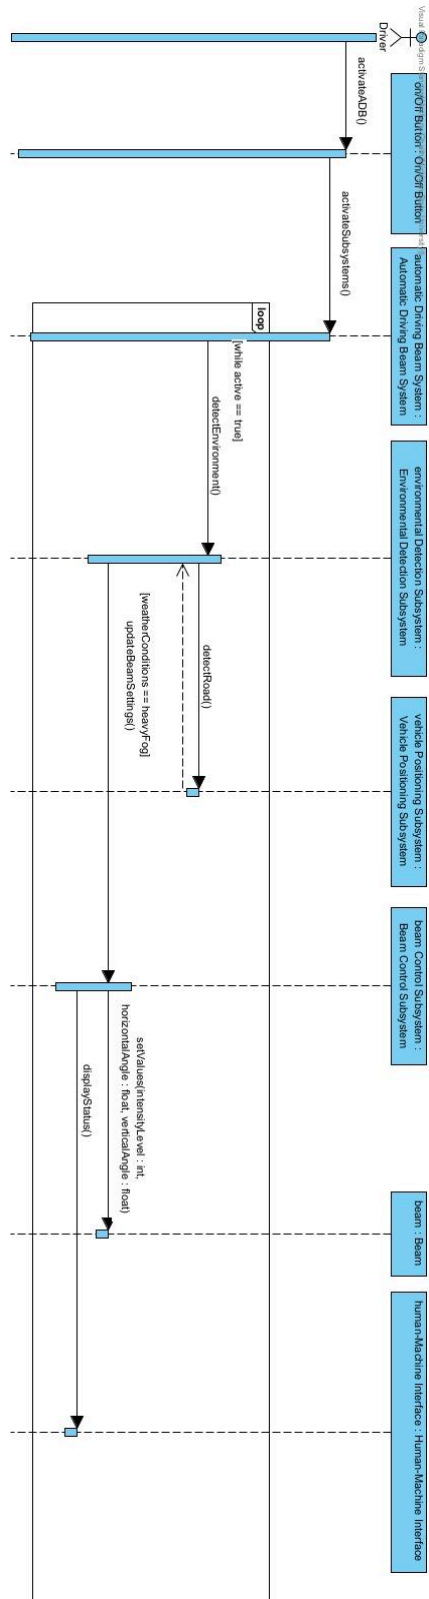 Driver
on/Off Button : On/Off Button
automatic Driving Beam System :
Automatic Driving Beam System
environmental Detection Subsystem :
Environmental Detection Subsystem
vehicle Positioning Subsystem :
Vehicle Positioning Subsystem
beam Control Subsystem :
Beam Control Subsystem
beam : Beam
human-Machine Interface : Human-Machine Interface
activateADB()
activateSubsystems()
loop
[while active == true]
detectEnvironment()
detectRoad()
[weatherConditions == heavyFog]
updateBeamSettings()
setValues(intensityLevel : int,
horizontalAngle : float, verticalAngle : float)
displayStatus()